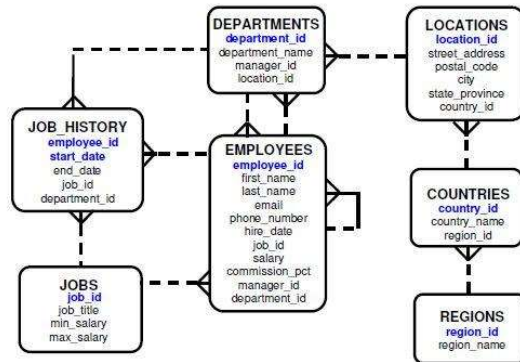 DEPARTMENTS
department_id
department_name
manager_id
location_id
LOCATIONS
location_id
street_address
postal_code
city
state_province
country_id
JOB_HISTORY
employee_id
start_date
end_date
job_id
department_id
EMPLOYEES
employee_id
first_name
last_name
email
phone_number
hire_date
job_id
salary
commission_pct
manager_id
department_id
COUNTRIES
country_id
country_name
region_id
JOBS
job_id
job_title
min_salary
max_salary
REGIONS
region_id
region_name